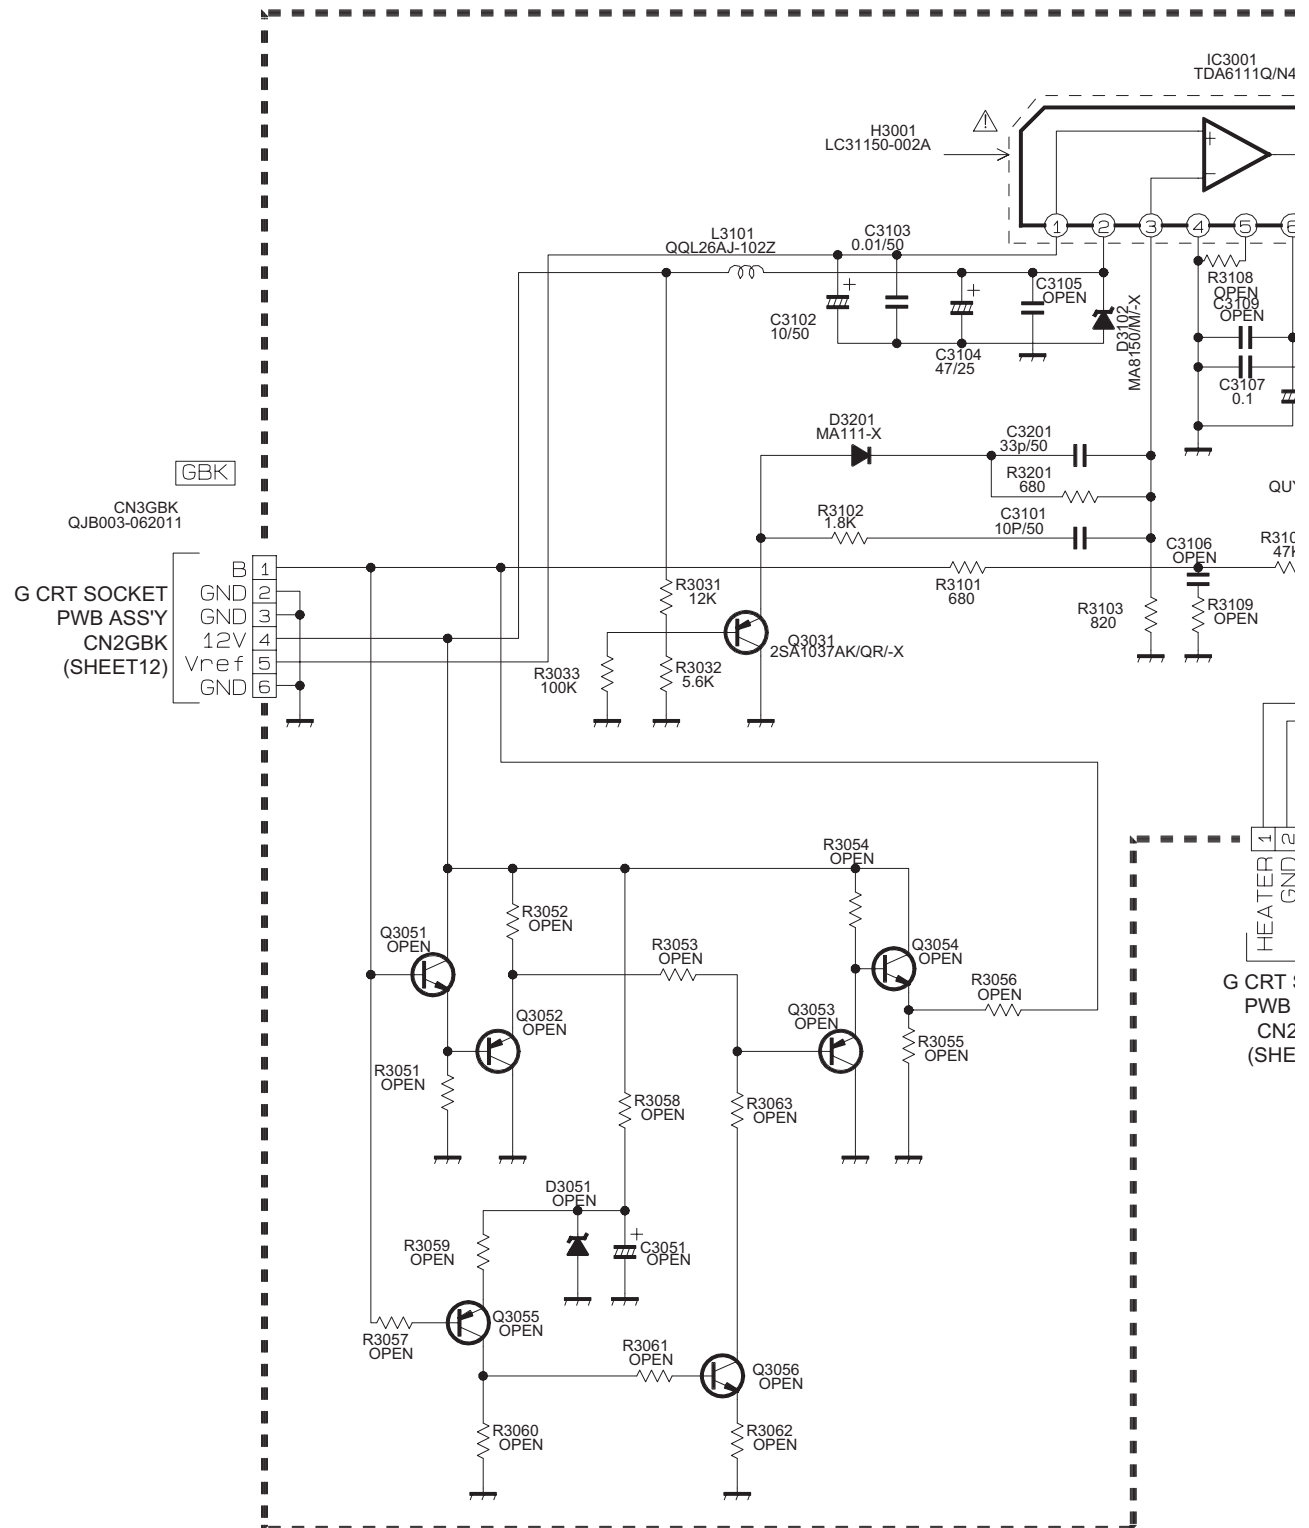 IC3001
TDA6111Q/N4
H3001
LC31150-002A
+
-
1
2
3
4
5
6
L3101
QQL26AJ-102Z
C3103
0.01/50
+
C3102
10/50
+
C3104
47/25
C3105
OPEN
D3102
MA8150/M/-X
R3108
OPEN
C3109
OPEN
C3107
0.1
D3201
MA111-X
C3201
33p/50
R3201
680
R3102
1.8K
C3101
10P/50
C3106
OPEN
GBK
CN3GBK
QJB003-062011
G CRT SOCKET
PWB ASS'Y
CN2GBK
(SHEET12)
B 1
GND 2
GND 3
12V 4
Vref 5
GND 6
R3031
12K
R3101
680
R3103
820
R3109
OPEN
Q3031
2SA1037AK/QR/-X
R3033
100K
R3032
5.6K
1
2
HEATER
GND
G CRT
PWB
R3054
OPEN
R3052
OPEN
Q3051
OPEN
R3053
OPEN
Q3054
OPEN
R3056
OPEN
Q3052
OPEN
Q3053
OPEN
R3055
OPEN
R3051
OPEN
R3058
OPEN
R3063
OPEN
D3051
OPEN
R3059
OPEN
+
C3051
OPEN
Q3055
OPEN
R3057
OPEN
R3061
OPEN
Q3056
OPEN
R3060
OPEN
R3062
OPEN